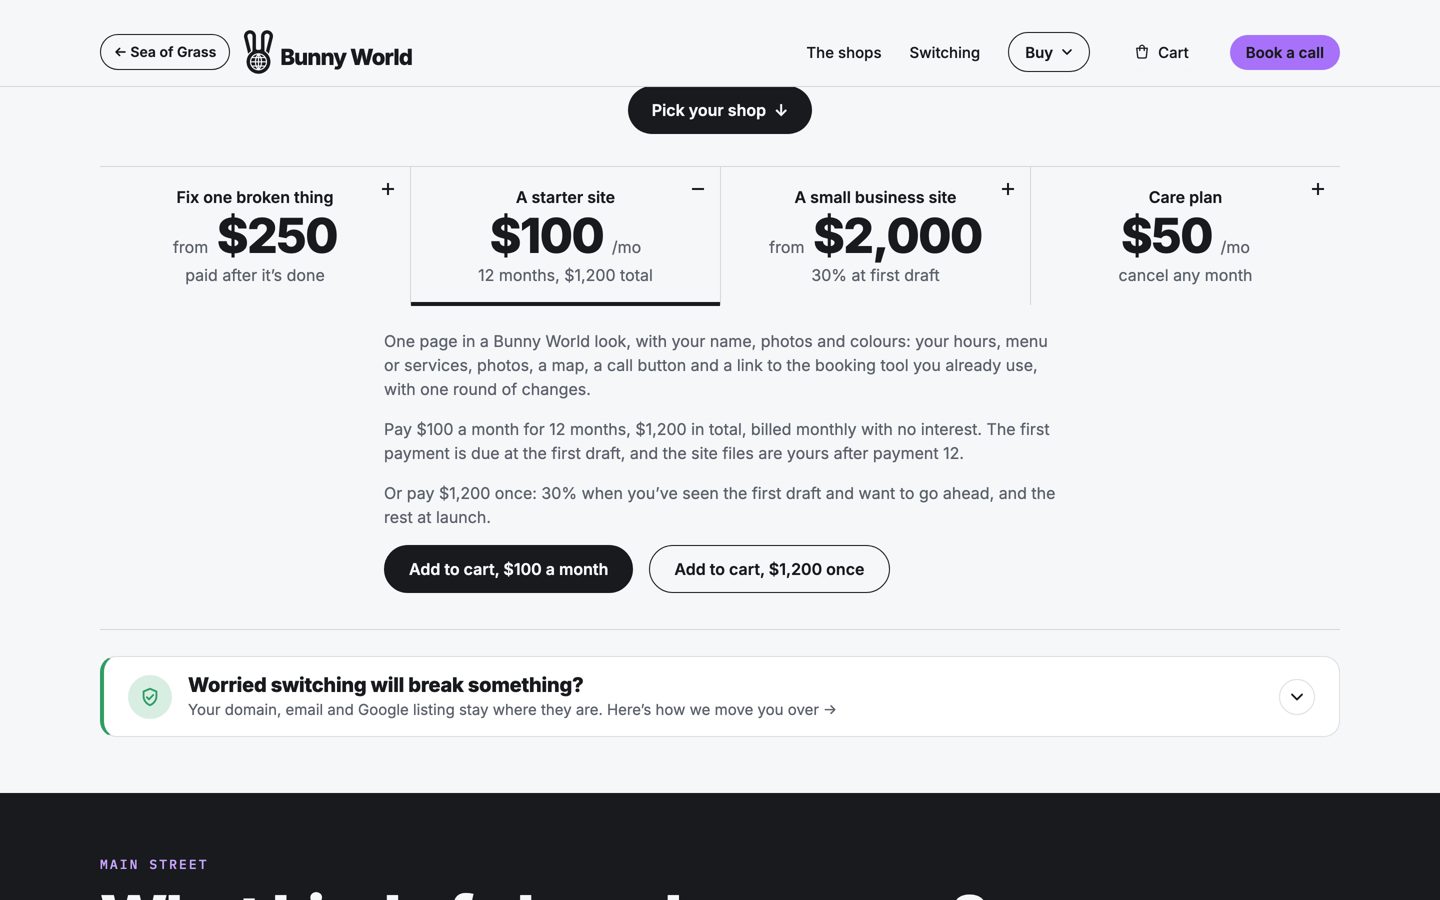 ← Sea of Grass
Bunny World
The shops
Switching
Buy
Cart
Book a call
Pick your shop ↓
Fix one broken thing
from $250
paid after it's done
A starter site
$100 /mo
12 months, $1,200 total
A small business site
from $2,000
30% at first draft
Care plan
$50 /mo
cancel any month
One page in a Bunny World look, with your name, photos and colours: your hours, menu
or services, photos, a map, a call button and a link to the booking tool you already use,
with one round of changes.
Pay $100 a month for 12 months, $1,200 in total, billed monthly with no interest. The first
payment is due at the first draft, and the site files are yours after payment 12.
Or pay $1,200 once: 30% when you've seen the first draft and want to go ahead, and the
rest at launch.
Add to cart, $100 a month
Add to cart, $1,200 once
Worried switching will break something?
Your domain, email and Google listing stay where they are. Here's how we move you over →
MAIN STREET